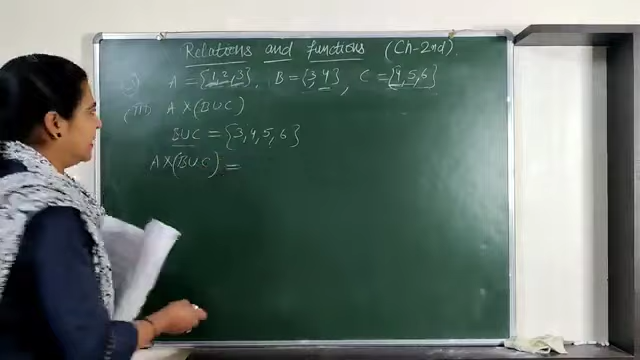 Relations and functions (Ch-2nd).
A = {1,2,3}, B = {3,4}, C = {4,5,6}
(iii) A×(B∪C)
B∪C = {3,4,5,6}
A×(B∪C) =